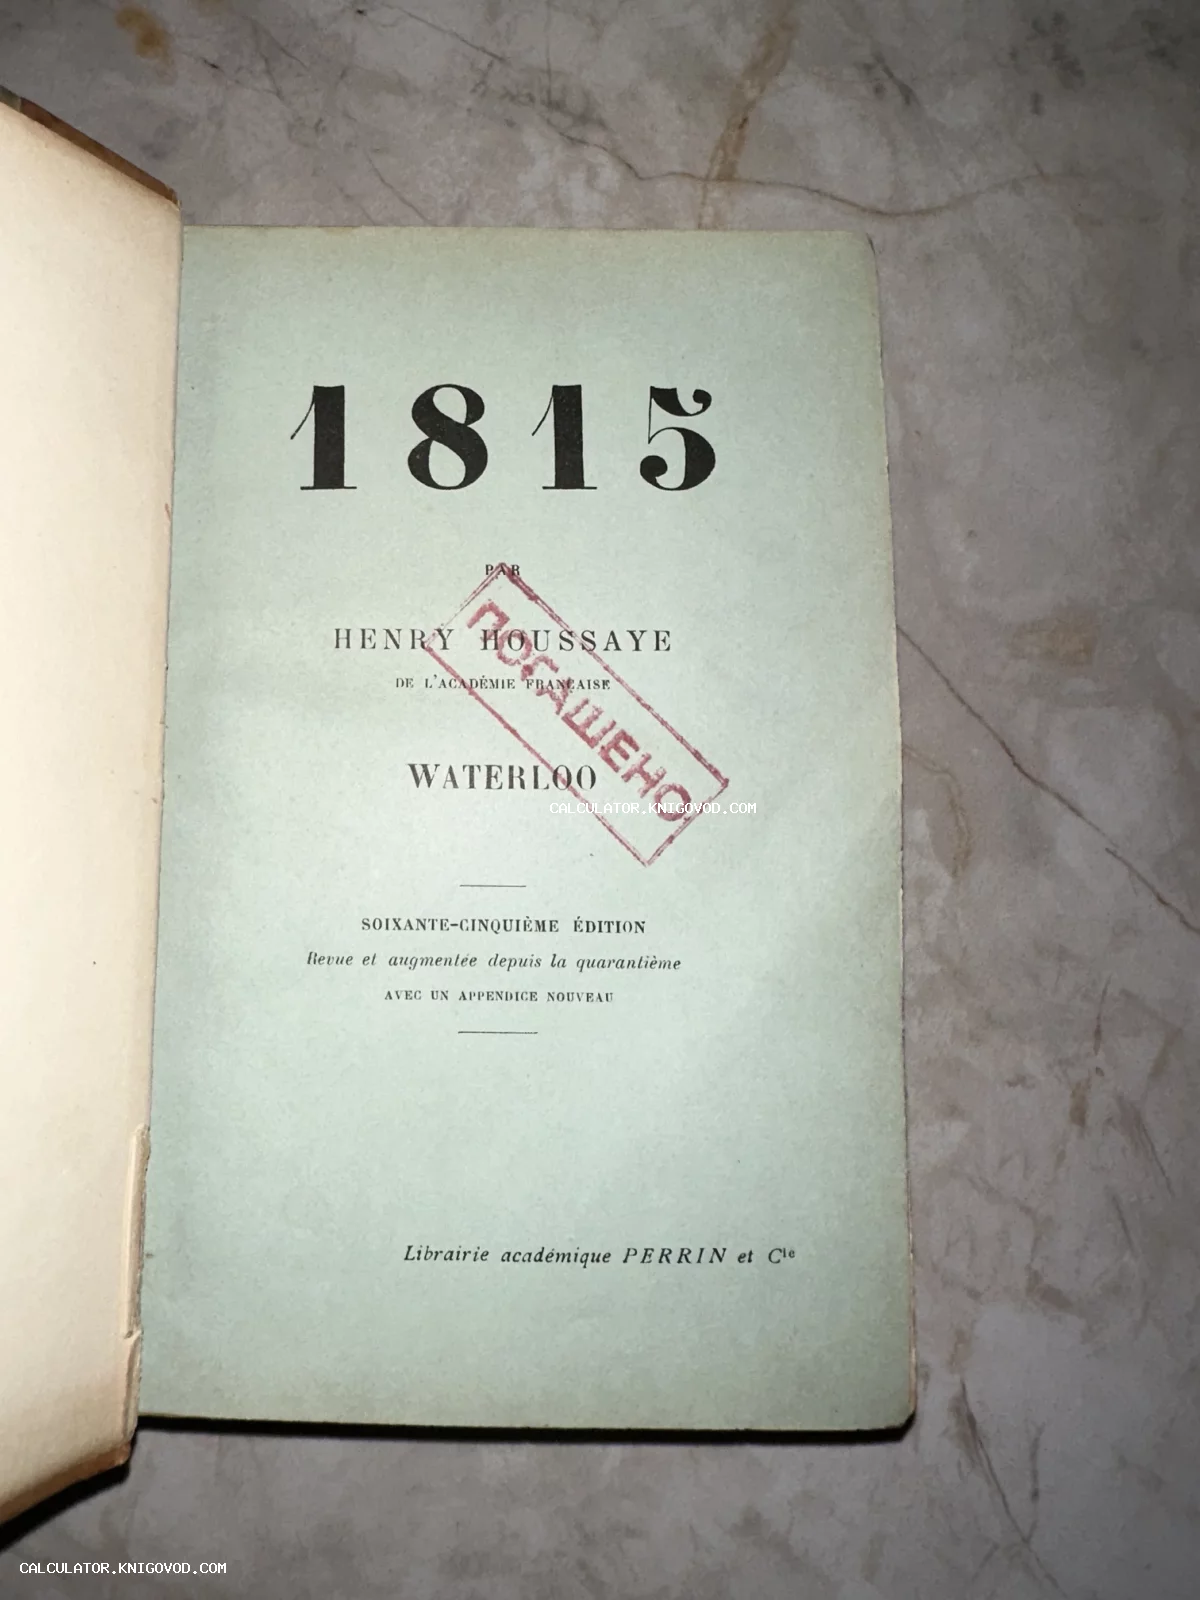 1815
PAR
HENRY HOUSSAYE
DE L'ACADÉMIE FRANÇAISE
WATERLOO
ПОГАШЕНО
CALCULATOR.KNIGOVOD.COM
SOIXANTE-CINQUIÈME ÉDITION
Revue et augmentée depuis la quarantième
AVEC UN APPENDICE NOUVEAU
Librairie académique PERRIN et Cie
CALCULATOR.KNIGOVOD.COM